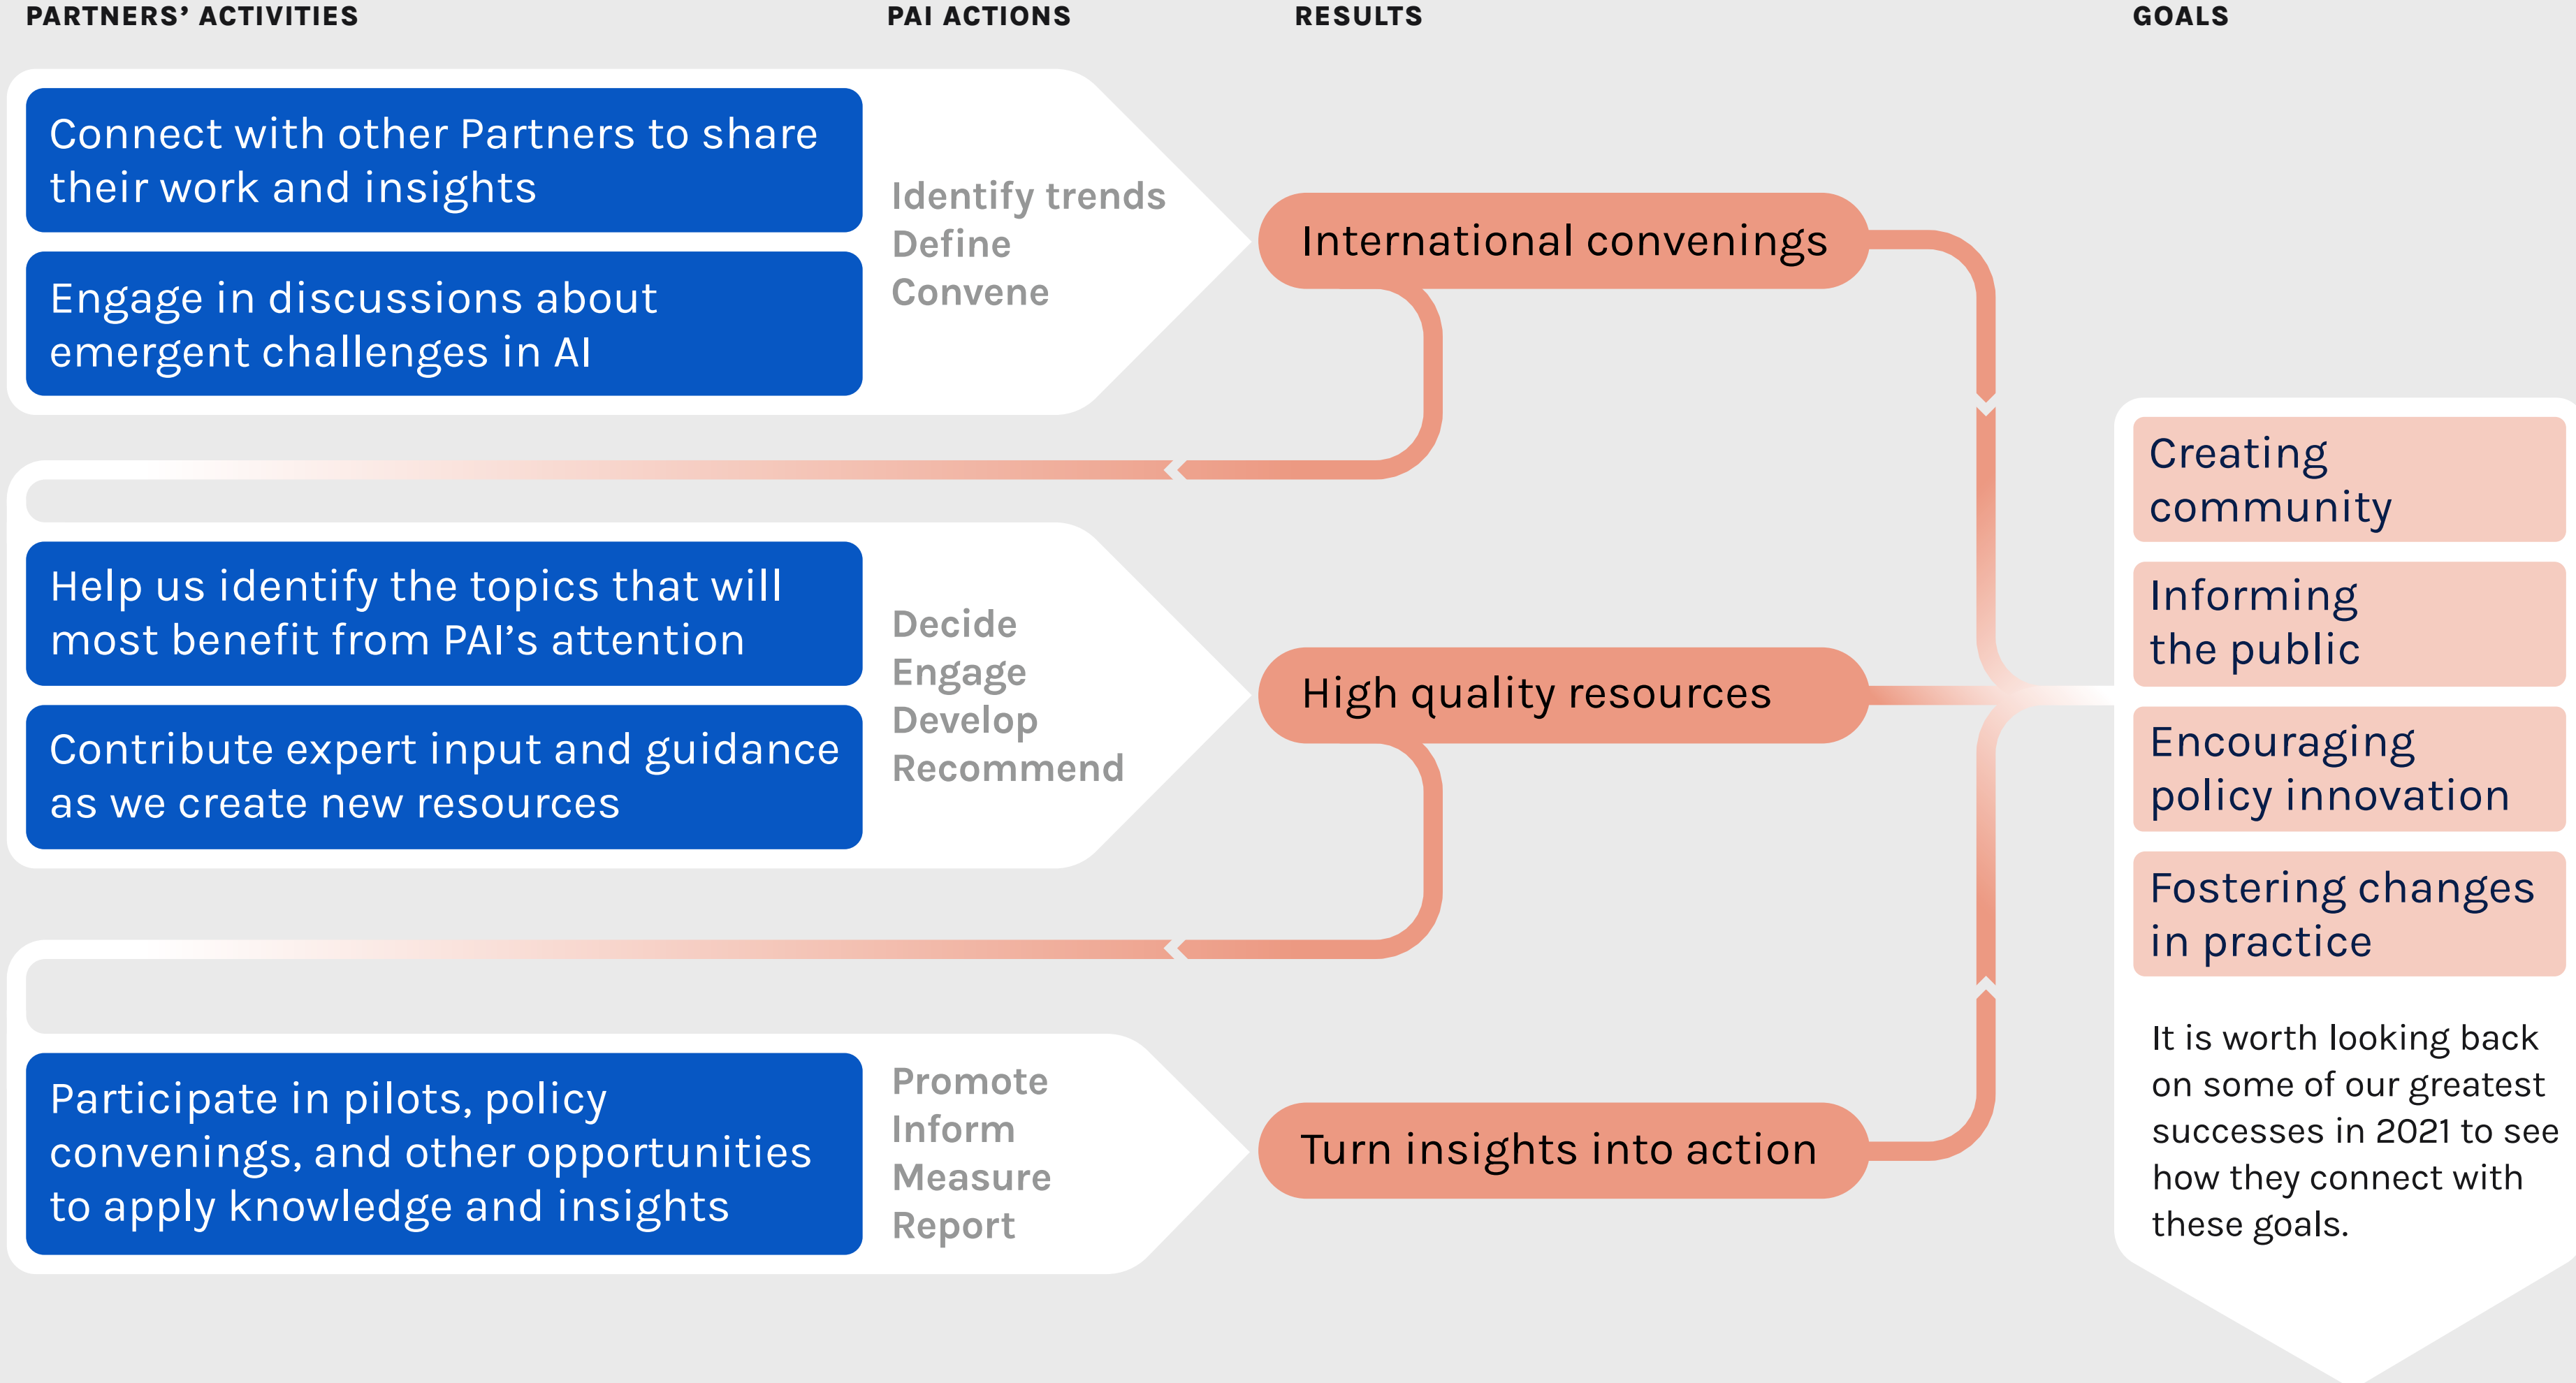 PARTNERS’ ACTIVITIES
PAI ACTIONS
RESULTS
GOALS
Connect with other Partners to share
their work and insights
Engage in discussions about
emergent challenges in AI
Identify trends
Define
Convene
International convenings
Help us identify the topics that will
most benefit from PAI’s attention
Contribute expert input and guidance
as we create new resources
Decide
Engage
Develop
Recommend
High quality resources
Participate in pilots, policy
convenings, and other opportunities
to apply knowledge and insights
Promote
Inform
Measure
Report
Turn insights into action
Creating
community
Informing
the public
Encouraging
policy innovation
Fostering changes
in practice
It is worth looking back
on some of our greatest
successes in 2021 to see
how they connect with
these goals.